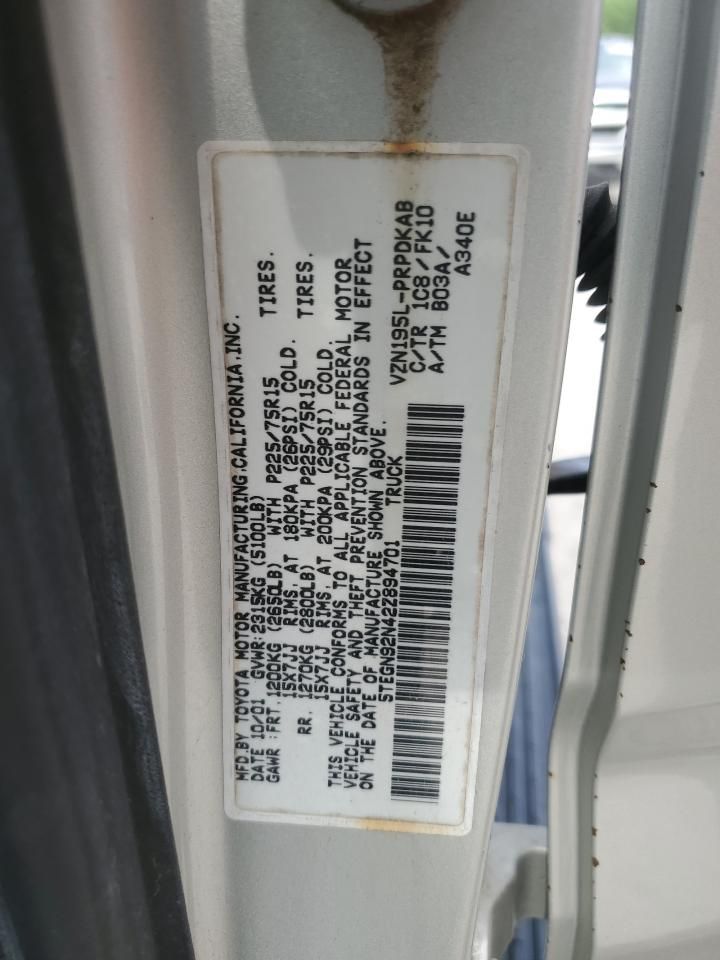 MFD.BY TOYOTA MOTOR MANUFACTURING,CALIFORNIA,INC.
DATE 10/01 GVWR:2315KG (5100LB)
GAWR :FRT.1200KG (2650LB) WITH P225/75R15 TIRES.
15X7JJ RIMS, AT 180KPA (26PSI) COLD.
RR. 1270KG (2800LB) WITH P225/75R15 TIRES.
15X7JJ RIMS, AT 200KPA (29PSI) COLD.
THIS VEHICLE CONFORMS TO ALL APPLICABLE FEDERAL MOTOR
VEHICLE SAFETY AND THEFT PREVENTION STANDARDS IN EFFECT
ON THE DATE OF MANUFACTURE SHOWN ABOVE.
5TEGN92N42Z894701 TRUCK
VZN195L-PRPDKAB
C/TR 1C8/FK10
A/TM B03A/
A340E